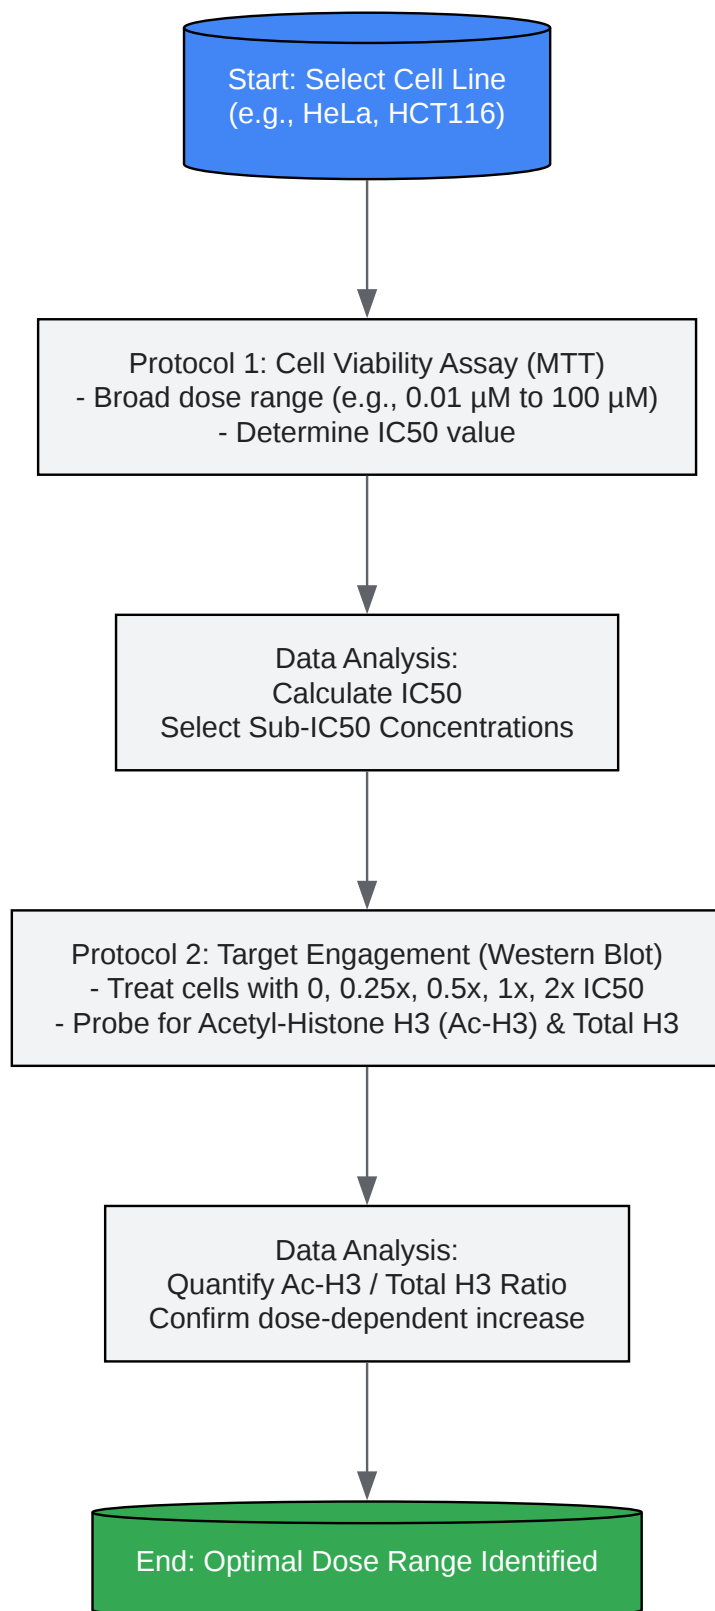 Start: Select Cell Line
(e.g., HeLa, HCT116)
Protocol 1: Cell Viability Assay (MTT)
- Broad dose range (e.g., 0.01 µM to 100 µM)
- Determine IC50 value
Data Analysis:
Calculate IC50
Select Sub-IC50 Concentrations
Protocol 2: Target Engagement (Western Blot)
- Treat cells with 0, 0.25x, 0.5x, 1x, 2x IC50
- Probe for Acetyl-Histone H3 (Ac-H3) & Total H3
Data Analysis:
Quantify Ac-H3 / Total H3 Ratio
Confirm dose-dependent increase
End: Optimal Dose Range Identified